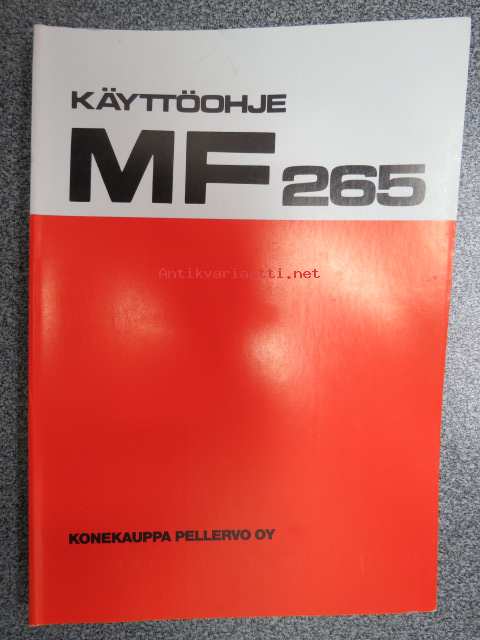 KÄYTTÖOHJE
MF 265
Antikvariaatti.net
KONEKAUPPA PELLERVO OY